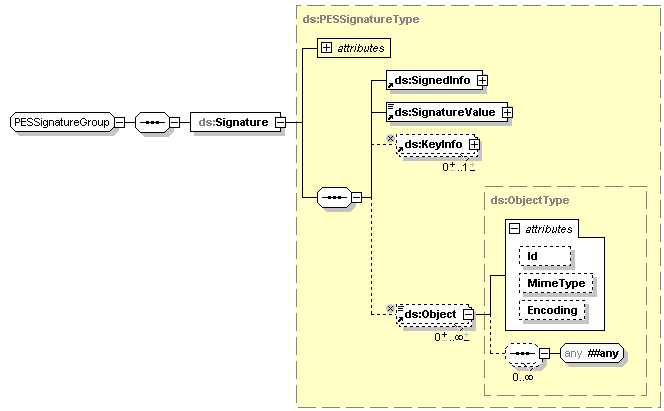 ds:PESSignatureType
attributes
ds:SignedInfo
PESSignatureGroup
ds:Signature
ds:SignatureValue
ds:KeyInfo
0..1
ds:ObjectType
attributes
Id
MimeType
Encoding
ds:Object
0..∞
any ##any
0..∞